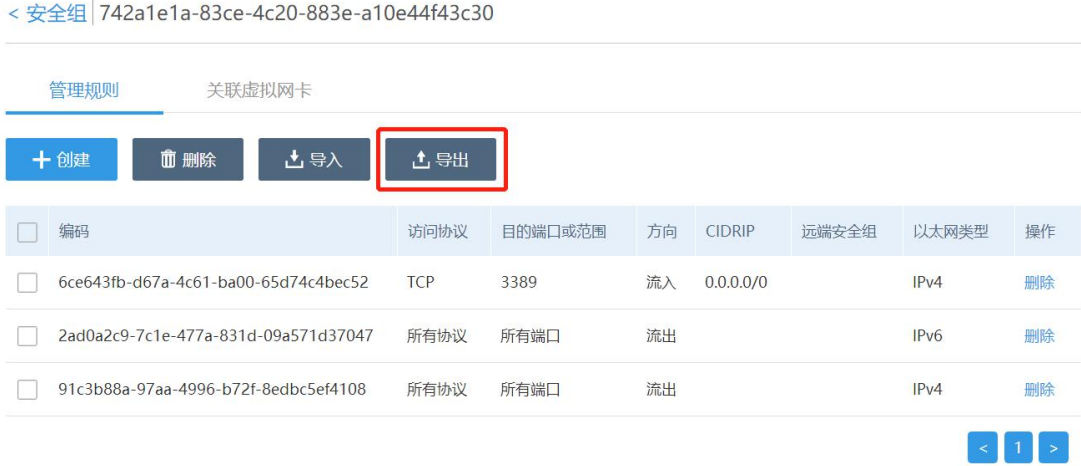 < 安全组 742a1e1a-83ce-4c20-883e-a10e44f43c30
管理规则 关联虚拟网卡
创建 删除 导入 导出
编码 访问协议 目的端口或范围 方向 CIDRIP 远端安全组 以太网类型 操作
6ce643fb-d67a-4c61-ba00-65d74c4bec52 TCP 3389 流入 0.0.0.0/0 IPv4 删除
2ad0a2c9-7c1e-477a-831d-09a571d37047 所有协议 所有端口 流出 IPv6 删除
91c3b88a-97aa-4996-b72f-8edbc5ef4108 所有协议 所有端口 流出 IPv4 删除
< 1 >